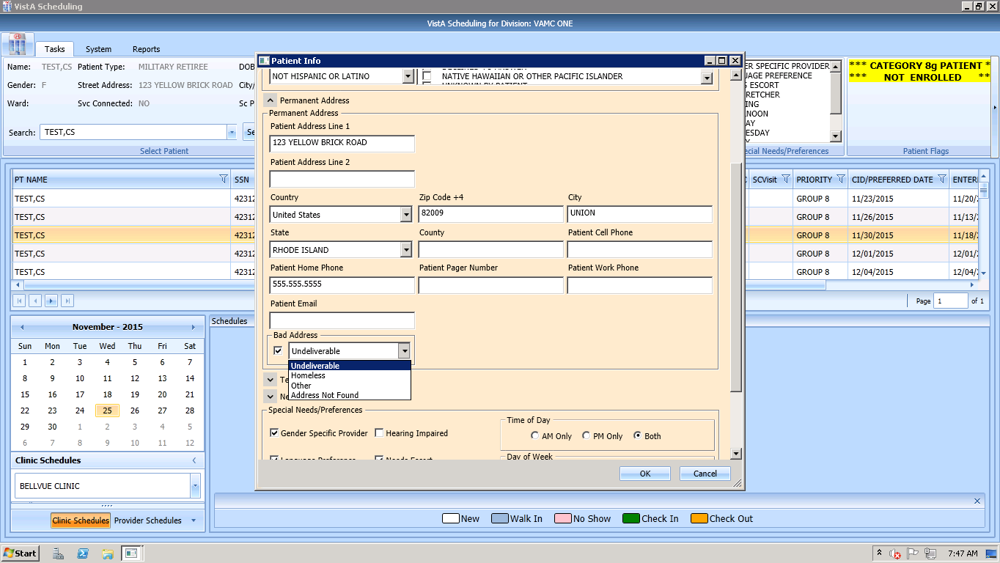 VistA Scheduling
VistA Scheduling for Division: VAMC ONE
Tasks System Reports
Name: TEST,CS Patient Type: MILITARY RETIREE DOB
Gender: F Street Address: 123 YELLOW BRICK ROAD City/
Ward: Svc Connected: NO Sc P
Search: TEST,CS Se
Select Patient
ER SPECIFIC PROVIDER
UAGE PREFERENCE
S ESCORT
RETCHER
ING
RNOON
AY
ESDAY
ecial Needs/Preferences
*** CATEGORY 8g PATIENT *
*** NOT ENROLLED **
Patient Flags
PT NAME SSN SCVisit PRIORITY CID/PREFERRED DATE ENTER
TEST,CS 42312 GROUP 8 11/23/2015 11/20/2
TEST,CS 42312 GROUP 8 11/26/2015 11/13/2
TEST,CS 42312 GROUP 8 11/30/2015 11/18/2
TEST,CS 42312 GROUP 8 12/01/2015 12/01/2
TEST,CS 42312 GROUP 8 12/04/2015 12/04/2
Page 1 of 1
Patient Info
NOT HISPANIC OR LATINO
NATIVE HAWAIIAN OR OTHER PACIFIC ISLANDER
UNKNOWN BY PATIENT
Permanent Address
Permanent Address
Patient Address Line 1
123 YELLOW BRICK ROAD
Patient Address Line 2
Country Zip Code +4 City
United States 82009 UNION
State County Patient Cell Phone
RHODE ISLAND
Patient Home Phone Patient Pager Number Patient Work Phone
555.555.5555
Patient Email
Bad Address
Undeliverable
Undeliverable
Homeless
Other
Address Not Found
Te
Ne
Special Needs/Preferences
Gender Specific Provider Hearing Impaired
Language Preference Needs Escort
Time of Day
AM Only PM Only Both
Day of Week
OK Cancel
November - 2015
Sun Mon Tue Wed Thu Fri Sat
1 2 3 4 5 6 7
8 9 10 11 12 13 14
15 16 17 18 19 20 21
22 23 24 25 26 27 28
29 30 1 2 3 4 5
6 7 8 9 10 11 12
Clinic Schedules
BELLVUE CLINIC
Clinic Schedules Provider Schedules
Schedules
New Walk In No Show Check In Check Out
Start
7:47 AM